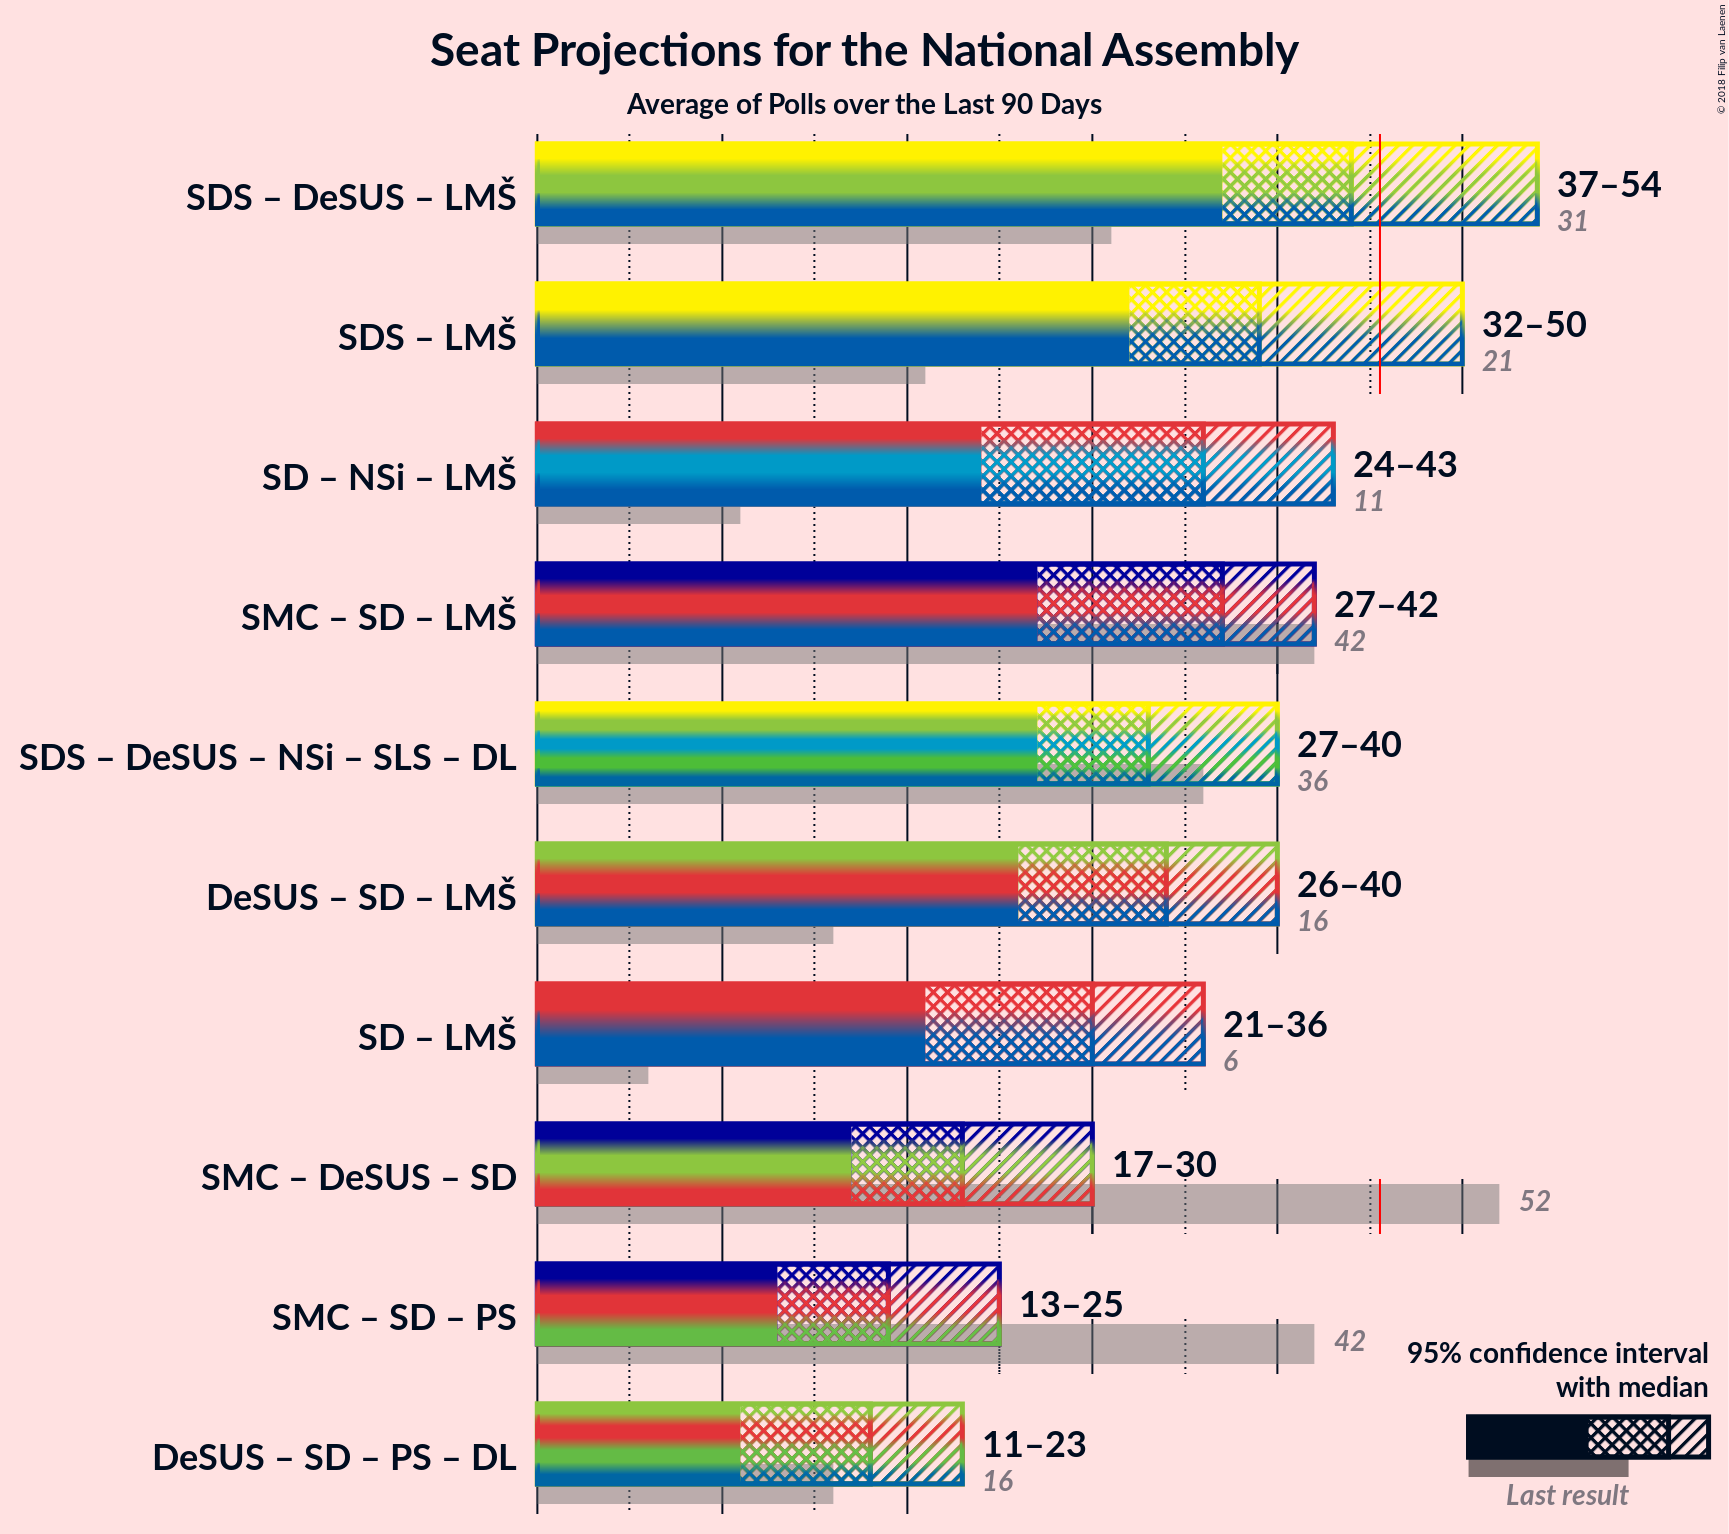 Seat Projections for the National Assembly
Average of Polls over the Last 90 Days
© 2018 Filip van Laenen
SDS – DeSUS – LMŠ
37–54
31
SDS – LMŠ
32–50
21
SD – NSi – LMŠ
24–43
11
SMC – SD – LMŠ
27–42
42
SDS – DeSUS – NSi – SLS – DL
27–40
36
DeSUS – SD – LMŠ
26–40
16
SD – LMŠ
21–36
6
SMC – DeSUS – SD
17–30
52
SMC – SD – PS
13–25
42
DeSUS – SD – PS – DL
11–23
16
95% confidence interval
with median
Last result